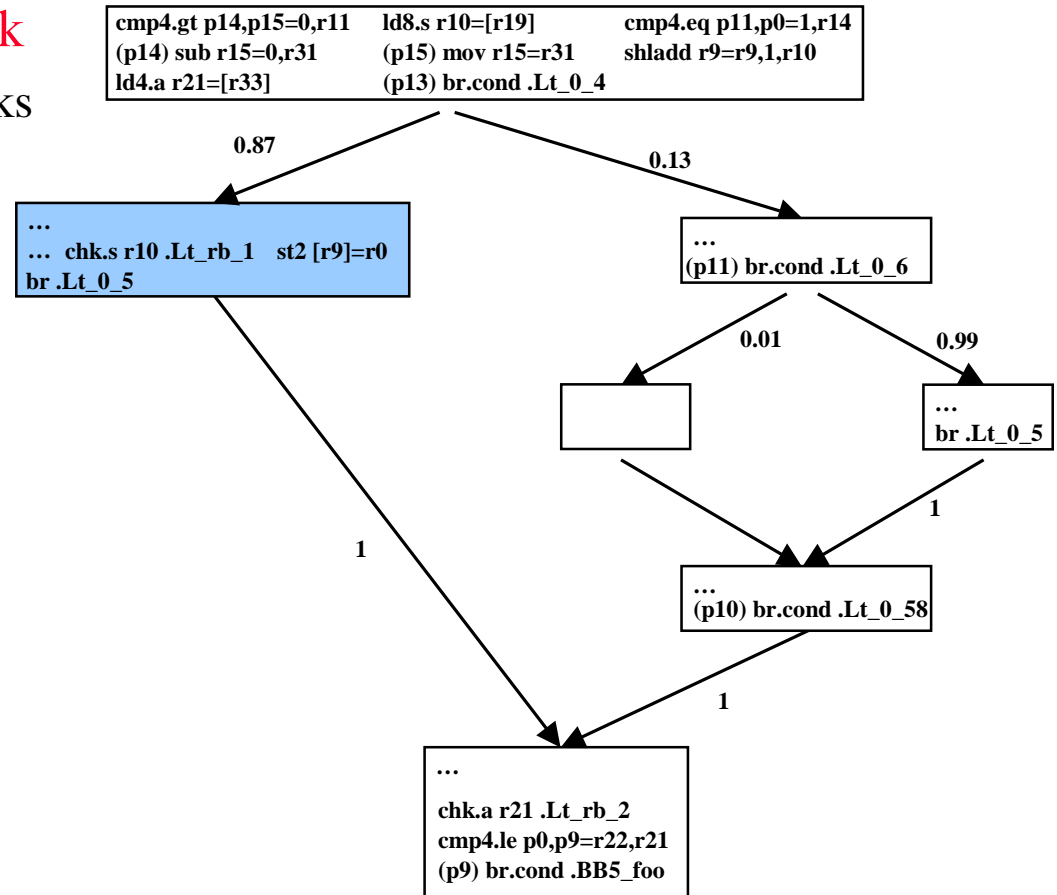 k
ks
cmp4.gt p14,p15=0,r11 ld8.s r10=[r19] cmp4.eq p11,p0=1,r14
(p14) sub r15=0,r31 (p15) mov r15=r31 shladd r9=r9,1,r10
ld4.a r21=[r33] (p13) br.cond .Lt_0_4
0.87
0.13
…
… chk.s r10 .Lt_rb_1 st2 [r9]=r0
br .Lt_0_5
…
(p11) br.cond .Lt_0_6
0.01
0.99
…
br .Lt_0_5
1
1
…
(p10) br.cond .Lt_0_58
1
…
chk.a r21 .Lt_rb_2
cmp4.le p0,p9=r22,r21
(p9) br.cond .BB5_foo